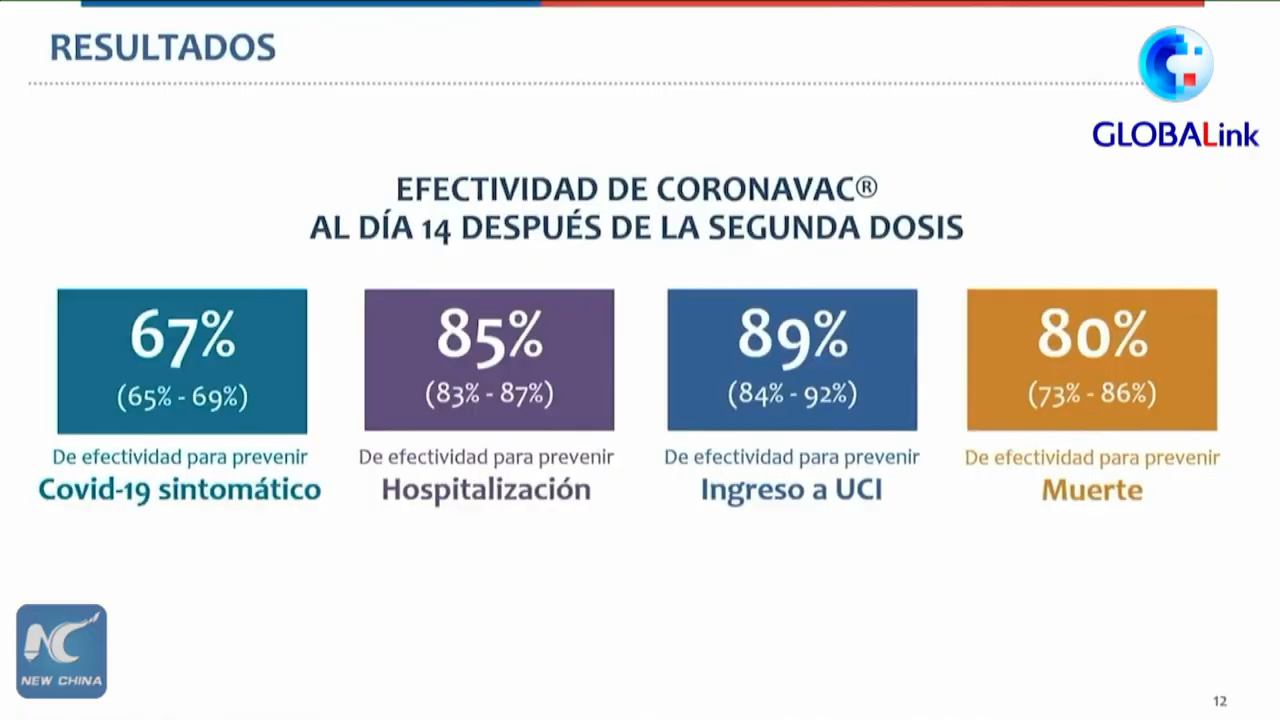 RESULTADOS
GLOBALink
EFECTIVIDAD DE CORONAVAC®
AL DÍA 14 DESPUÉS DE LA SEGUNDA DOSIS
67%
(65% - 69%)
De efectividad para prevenir
Covid-19 sintomático
85%
(83% - 87%)
De efectividad para prevenir
Hospitalización
89%
(84% - 92%)
De efectividad para prevenir
Ingreso a UCI
80%
(73% - 86%)
De efectividad para prevenir
Muerte
NC
NEW CHINA
12